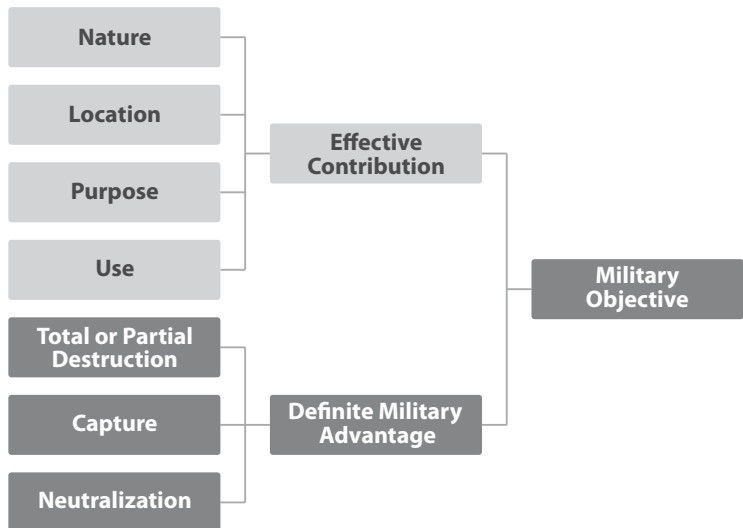 Nature
Location
Purpose
Use
Effective
Contribution
Total or Partial
Destruction
Capture
Neutralization
Definite Military
Advantage
Military
Objective